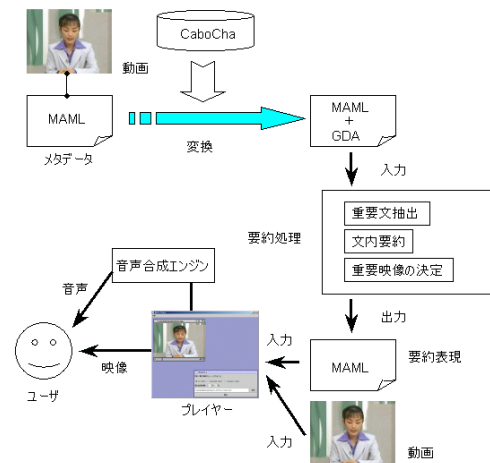 CaboCha
動画
MAML
メタデータ
変換
MAML
+
GDA
入力
要約処理
重要文抽出
文内要約
重要映像の決定
出力
音声合成エンジン
音声
映像
ユーザ
プレイヤー
入力
MAML
要約表現
入力
動画